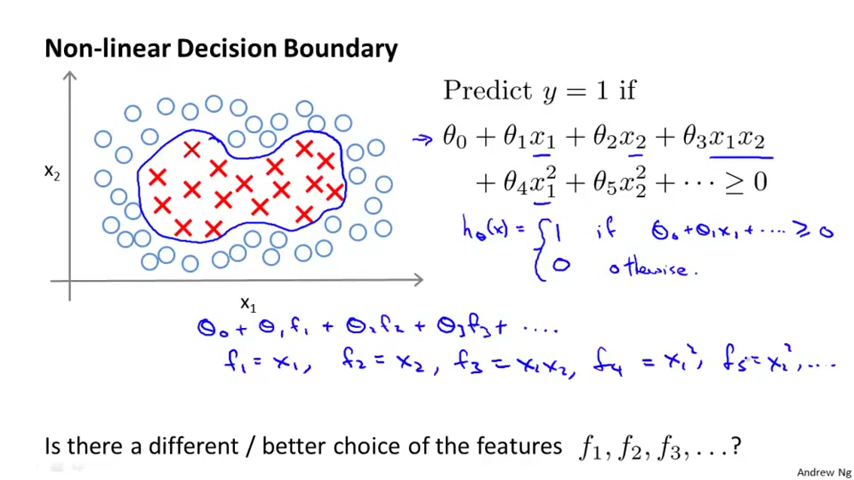 Non-linear Decision Boundary
Predict y = 1 if
→ θ₀ + θ₁x₁ + θ₂x₂ + θ₃x₁x₂
+ θ₄x₁² + θ₅x₂² + ⋯ ≥ 0
x₂
h_θ(x) = { 1 if θ₀+θ₁x₁+.... ≥ 0
0 otherwise.
x₁
θ₀ + θ₁f₁ + θ₂f₂ + θ₃f₃ + ....
f₁ = x₁, f₂ = x₂, f₃ = x₁x₂, f₄ = x₁², f₅ = x₂², ....
Is there a different / better choice of the features f₁, f₂, f₃, ...?
Andrew Ng